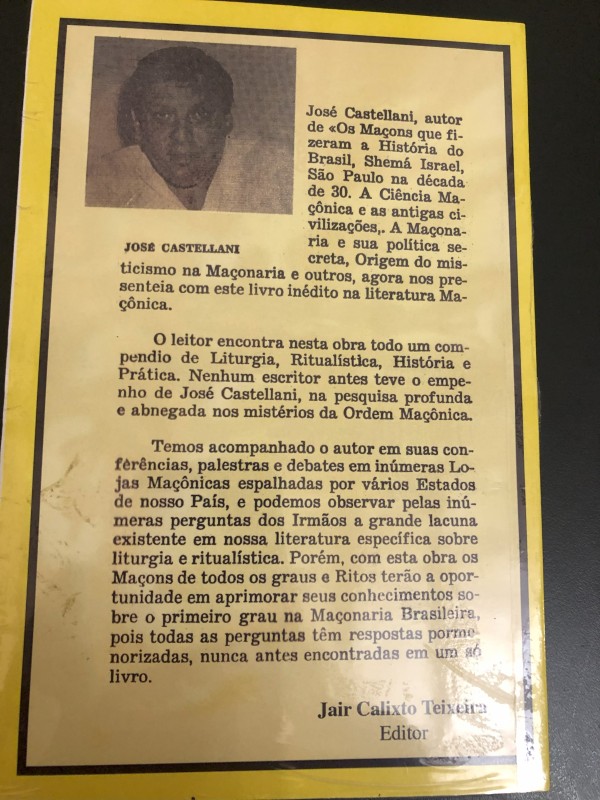 José Castellani, autor
de «Os Maçons que fi-
zeram a História do
Brasil, Shemá Israel,
São Paulo na década
de 30. A Ciência Ma-
çônica e as antigas ci-
vilizações,. A Maçona-
ria e sua política se-
creta, Origem do mis-
JOSÉ CASTELLANI
ticismo na Maçonaria e outros, agora nos pre-
senteia com este livro inédito na literatura Ma-
çônica.
O leitor encontra nesta obra todo um com-
pendio de Liturgia, Ritualística, História e
Prática. Nenhum escritor antes teve o empe-
nho de José Castellani, na pesquisa profunda
e abnegada nos mistérios da Ordem Maçônica.
Temos acompanhado o autor em suas con-
ferências, palestras e debates em inúmeras Lo-
jas Maçônicas espalhadas por vários Estados
de nosso País, e podemos observar pelas inú-
meras perguntas dos Irmãos a grande lacuna
existente em nossa literatura específica sobre
liturgia e ritualística. Porém, com esta obra os
Maçons de todos os graus e Ritos terão a opor-
tunidade em aprimorar seus conhecimentos so-
bre o primeiro grau na Maçonaria Brasileira,
pois todas as perguntas têm respostas porme-
norizadas, nunca antes encontradas em um só
livro.
Jair Calixto Teixeira
Editor